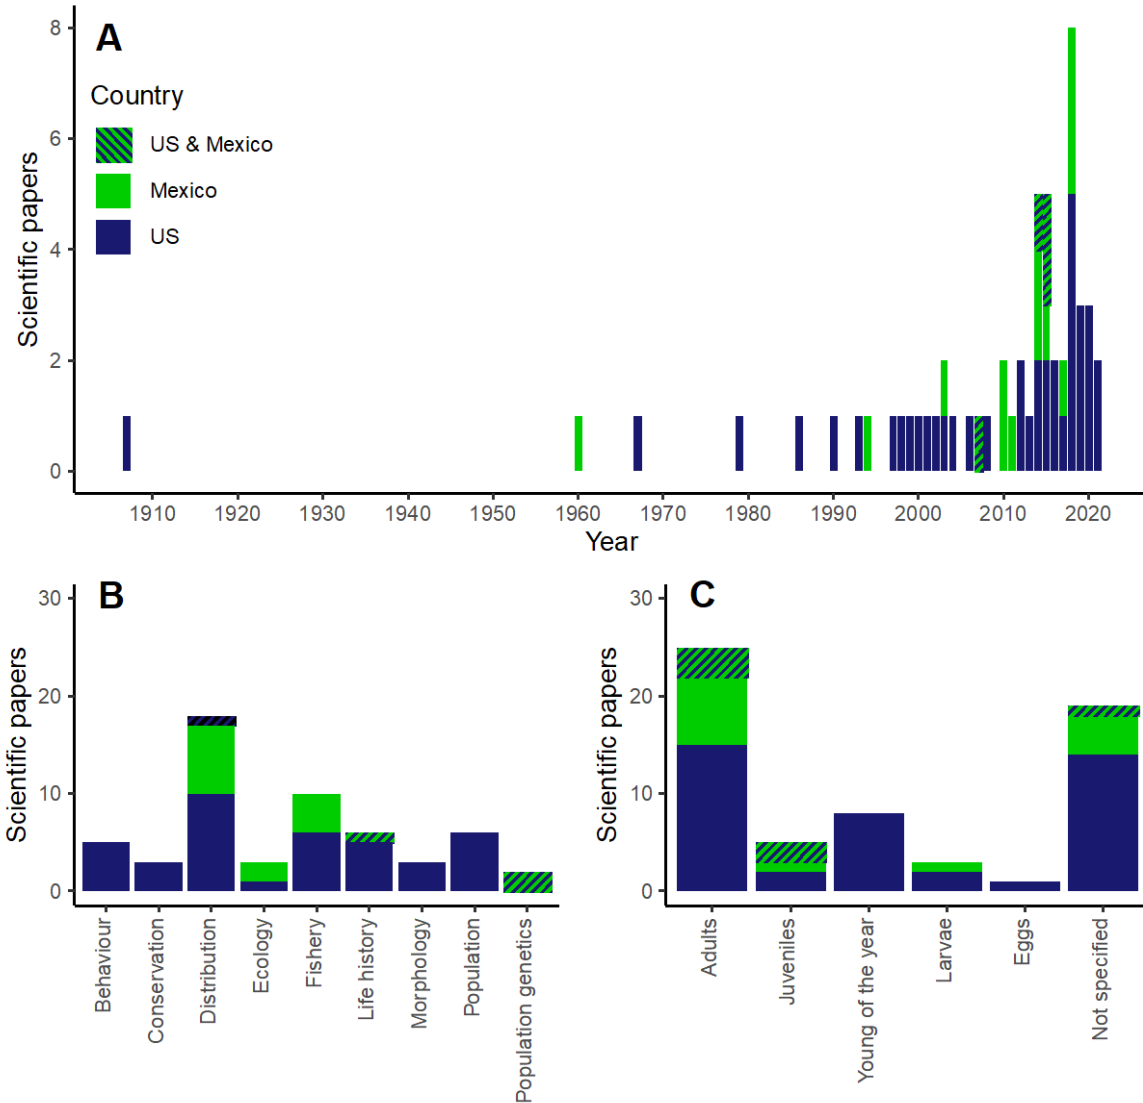 A
Country
US & Mexico
Mexico
US
Scientific papers
8
6
4
2
0
1910 1920 1930 1940 1950 1960 1970 1980 1990 2000 2010 2020
Year
B
Scientific papers
30
20
10
0
Behaviour
Conservation
Distribution
Ecology
Fishery
Life history
Morphology
Population
Population genetics
C
Scientific papers
30
20
10
0
Adults
Juveniles
Young of the year
Larvae
Eggs
Not specified